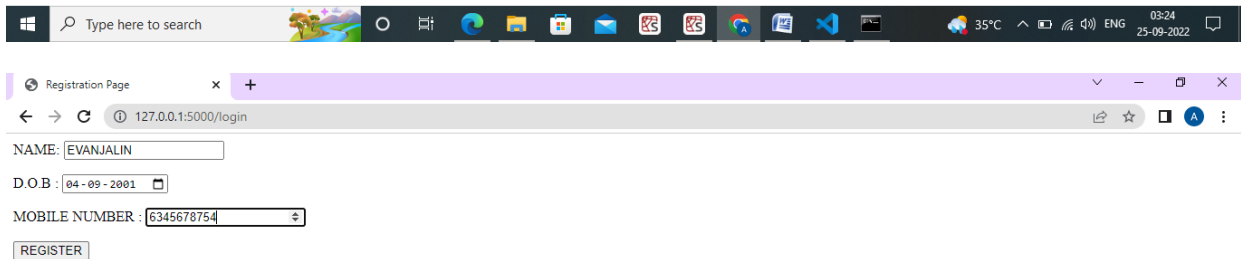 Type here to search
35°C ENG 03:24
25-09-2022
Registration Page
127.0.0.1:5000/login
A
NAME: EVANJALIN
D.O.B : 04-09-2001
MOBILE NUMBER : 6345678754
REGISTER